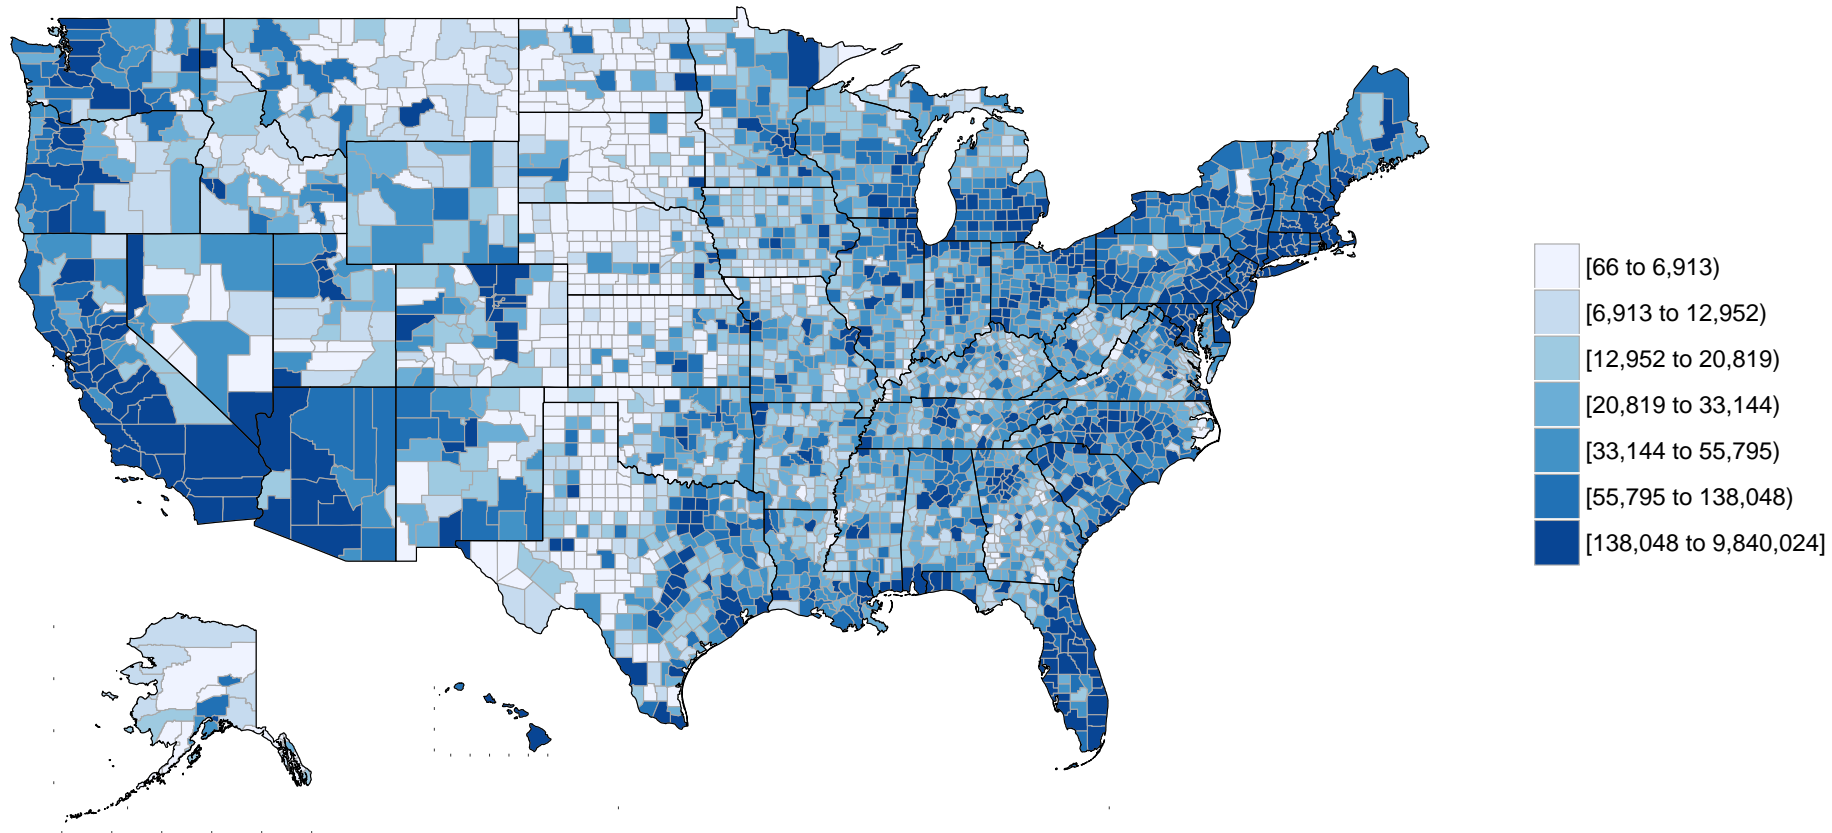 [66 to 6,913)
[6,913 to 12,952)
[12,952 to 20,819)
[20,819 to 33,144)
[33,144 to 55,795)
[55,795 to 138,048)
[138,048 to 9,840,024]